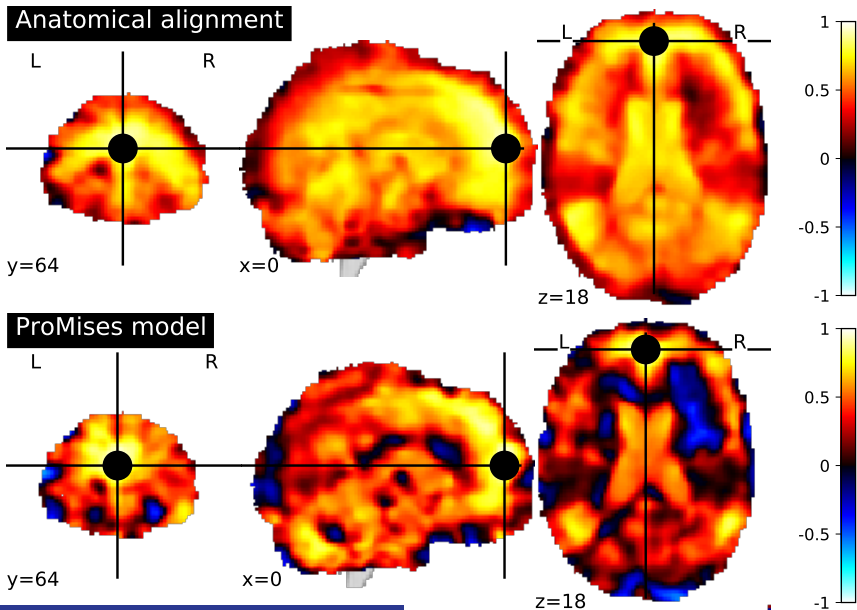 Anatomical alignment
L R
L R
y=64
x=0
z=18
1
0.5
0
-0.5
-1
ProMises model
L R
L R
y=64
x=0
z=18
1
0.5
0
-0.5
-1